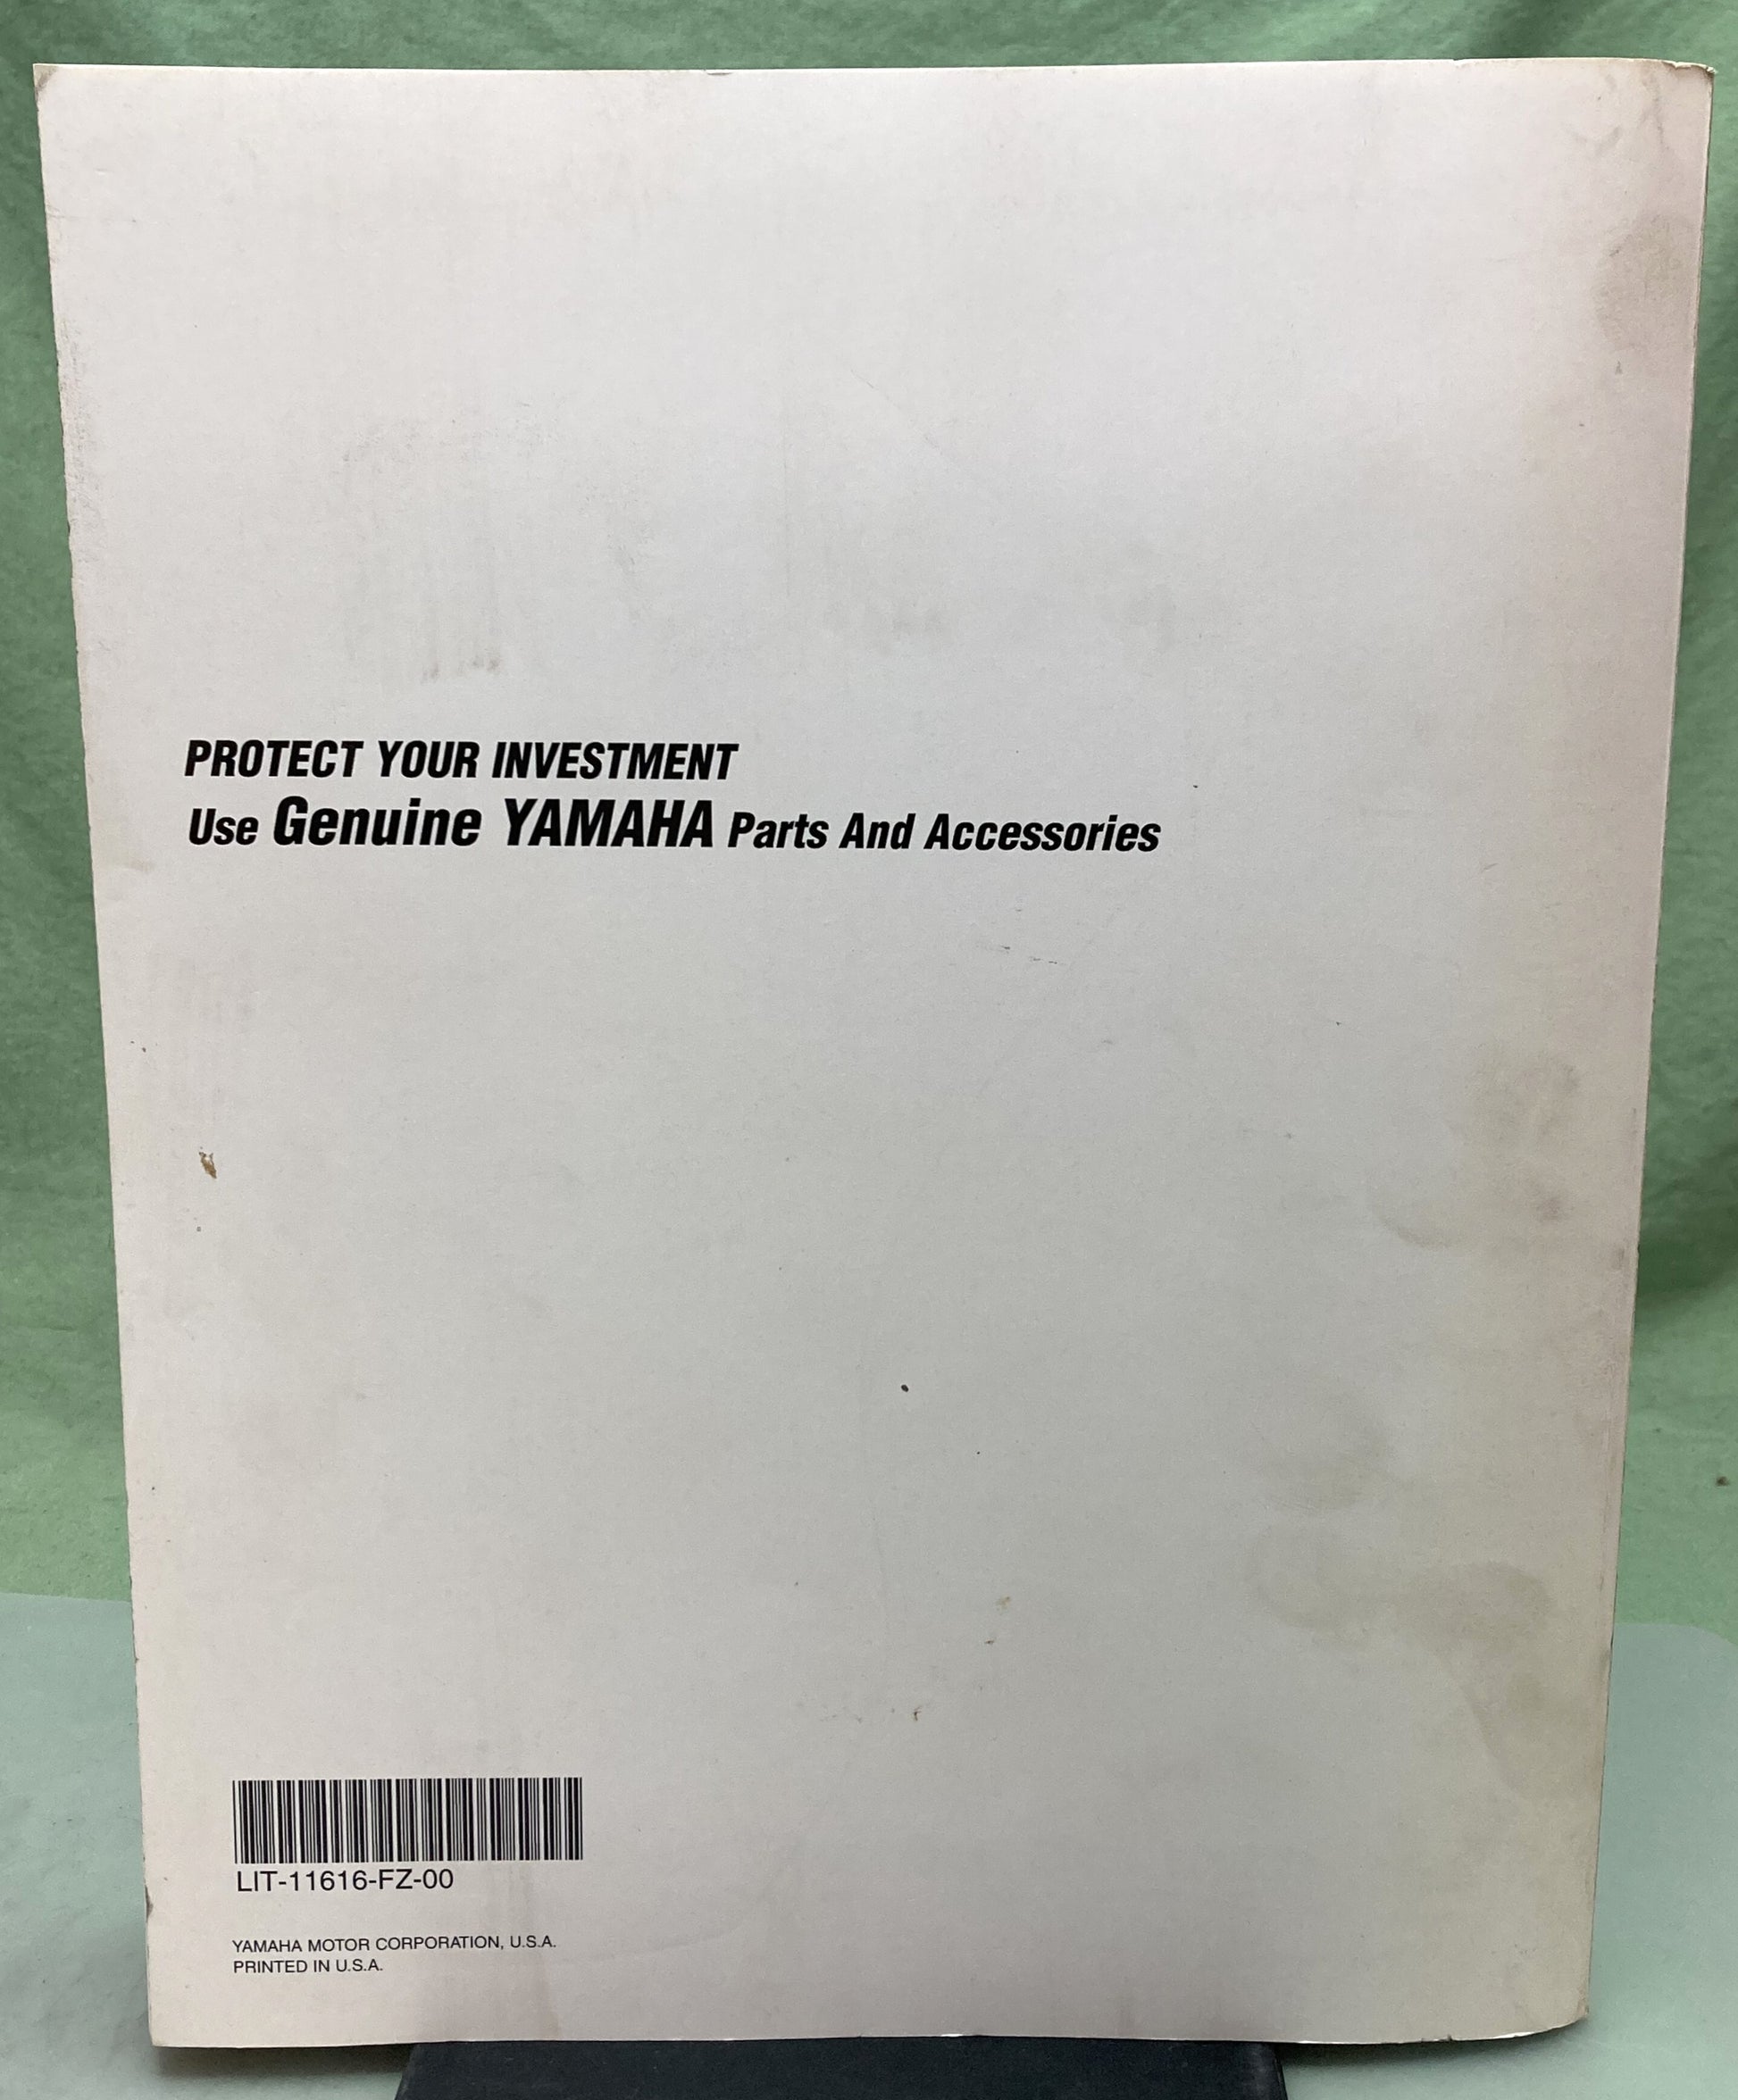 PROTECT YOUR INVESTMENT
Use Genuine YAMAHA Parts And Accessories
LIT-11616-FZ-00
YAMAHA MOTOR CORPORATION, U.S.A.
PRINTED IN U.S.A.